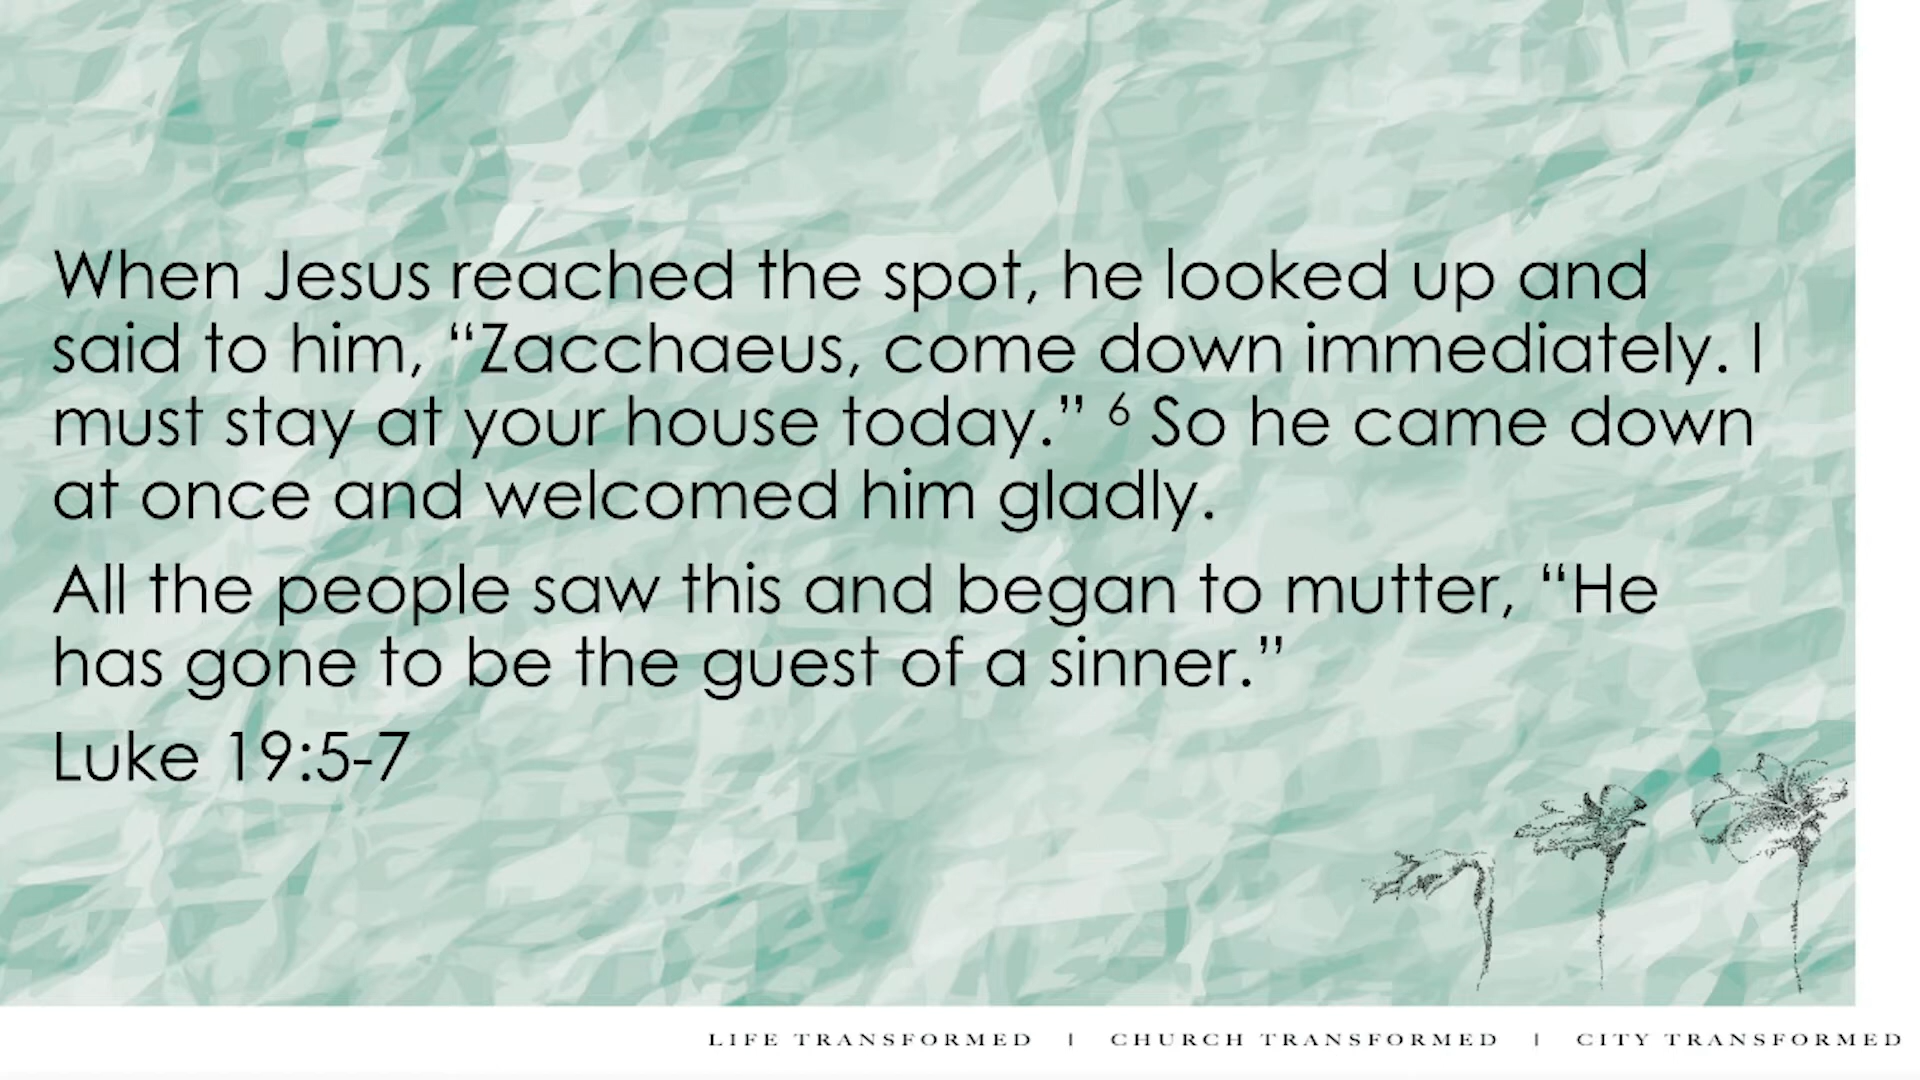 When Jesus reached the spot, he looked up and
said to him, “Zacchaeus, come down immediately. I
must stay at your house today.” ⁶ So he came down
at once and welcomed him gladly.
All the people saw this and began to mutter, “He
has gone to be the guest of a sinner.”
Luke 19:5-7
LIFE TRANSFORMED | CHURCH TRANSFORMED | CITY TRANSFORMED